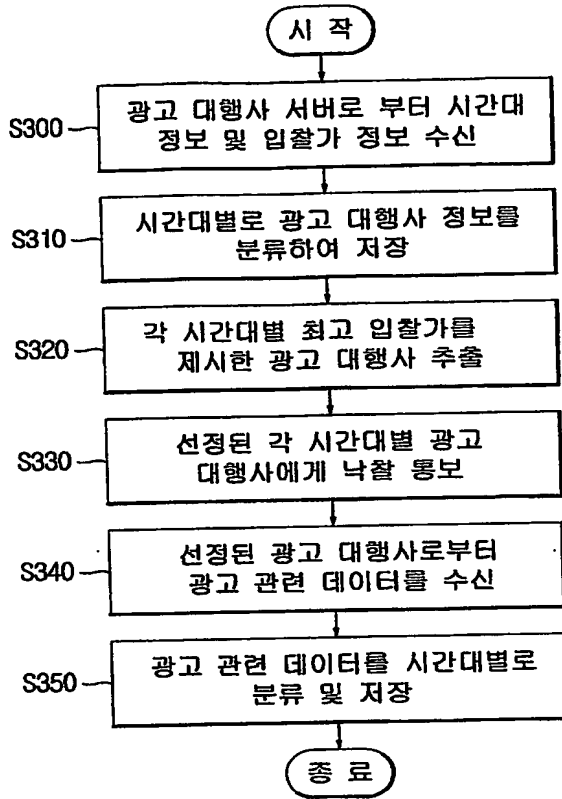 시 작
S300
광고 대행사 서버로 부터 시간대
정보 및 입찰가 정보 수신
S310
시간대별로 광고 대행사 정보를
분류하여 저장
S320
각 시간대별 최고 입찰가를
제시한 광고 대행사 추출
S330
선정된 각 시간대별 광고
대행사에게 낙찰 통보
S340
선정된 광고 대행사로부터
광고 관련 데이터를 수신
S350
광고 관련 데이터를 시간대별로
분류 및 저장
종 료